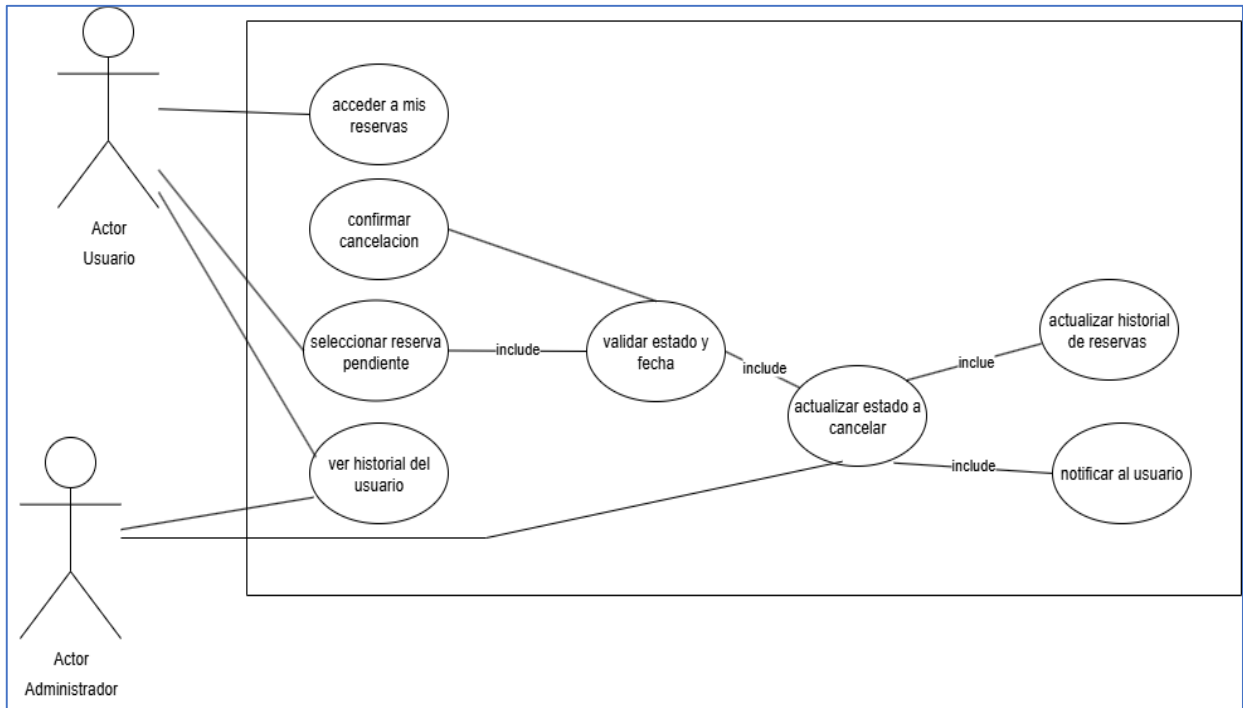 acceder a mis
reservas
Actor
Usuario
confirmar
cancelacion
seleccionar reserva
pendiente
include
validar estado y
fecha
include
actualizar estado a
cancelar
inclue
actualizar historial
de reservas
include
notificar al usuario
ver historial del
usuario
Actor
Administrador